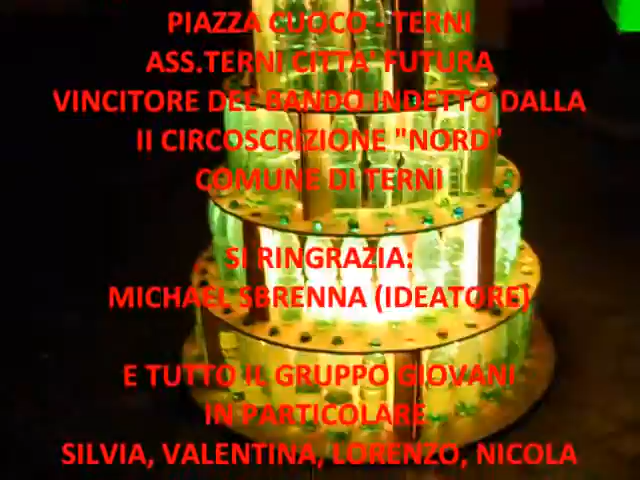 PIAZZA CUOCO - TERNI
ASS.TERNI CITTA' FUTURA
VINCITORE DEL BANDO INDETTO DALLA
II CIRCOSCRIZIONE "NORD"
COMUNE DI TERNI
SI RINGRAZIA:
MICHAEL SBRENNA (IDEATORE)
E TUTTO IL GRUPPO GIOVANI
IN PARTICOLARE
SILVIA, VALENTINA, LORENZO, NICOLA